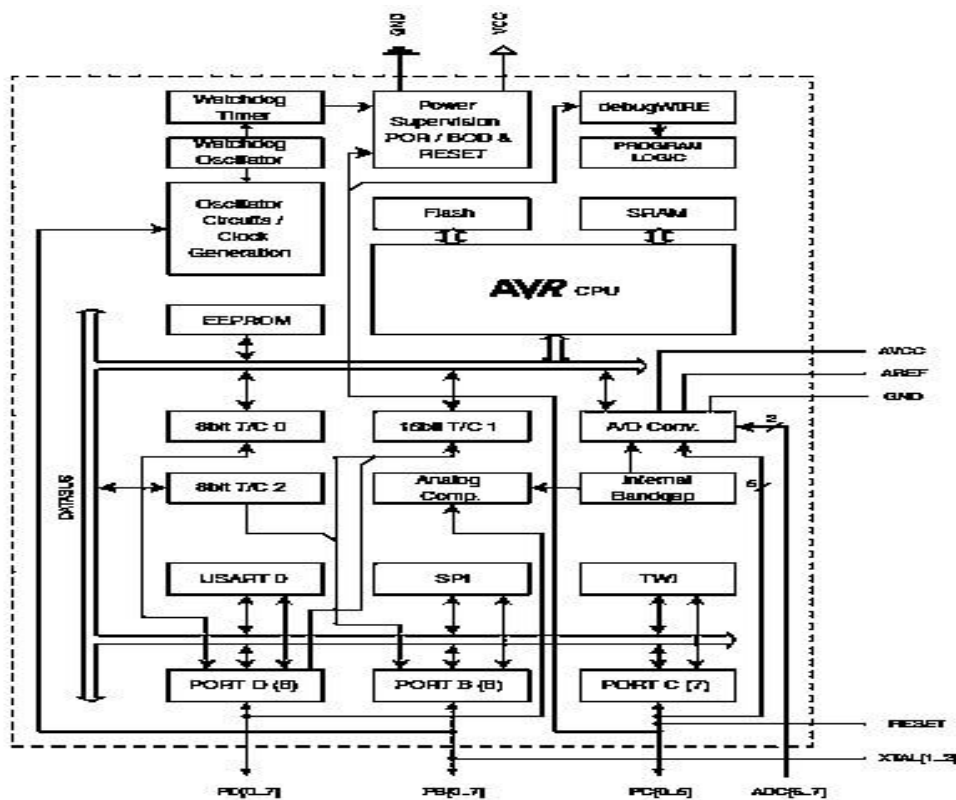 GND
VCC
Watchdog
Timer
Power
Supervision
POR / BOD &
RESET
debugWIRE
Watchdog
Oscillator
PROGRAM
LOGIC
Oscillator
Circuits /
Clock
Generation
Flash
SRAM
AVR CPU
EEPROM
AVCC
AREF
GND
8bit T/C 0
16bit T/C 1
A/D Conv.
2
8bit T/C 2
Analog
Comp.
Internal
Bandgap
6
DATABUS
USART 0
SPI
TWI
PORT D (8)
PORT B (8)
PORT C (7)
RESET
XTAL[1..2]
PD[0..7]
PB[0..7]
PC[0..6]
ADC[6..7]